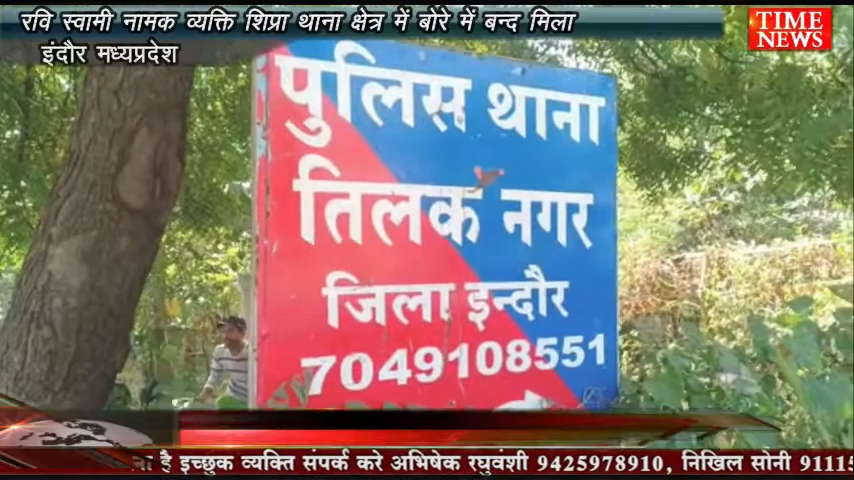 रवि स्वामी नामक व्यक्ति शिप्रा थाना क्षेत्र में बोरे में बन्द मिला
इंदौर मध्यप्रदेश
TIME
NEWS
पुलिस थाना
तिलक नगर
जिला इन्दौर
7049108551
है इच्छुक व्यक्ति संपर्क करे अभिषेक रघुवंशी 9425978910, निखिल सोनी 91115